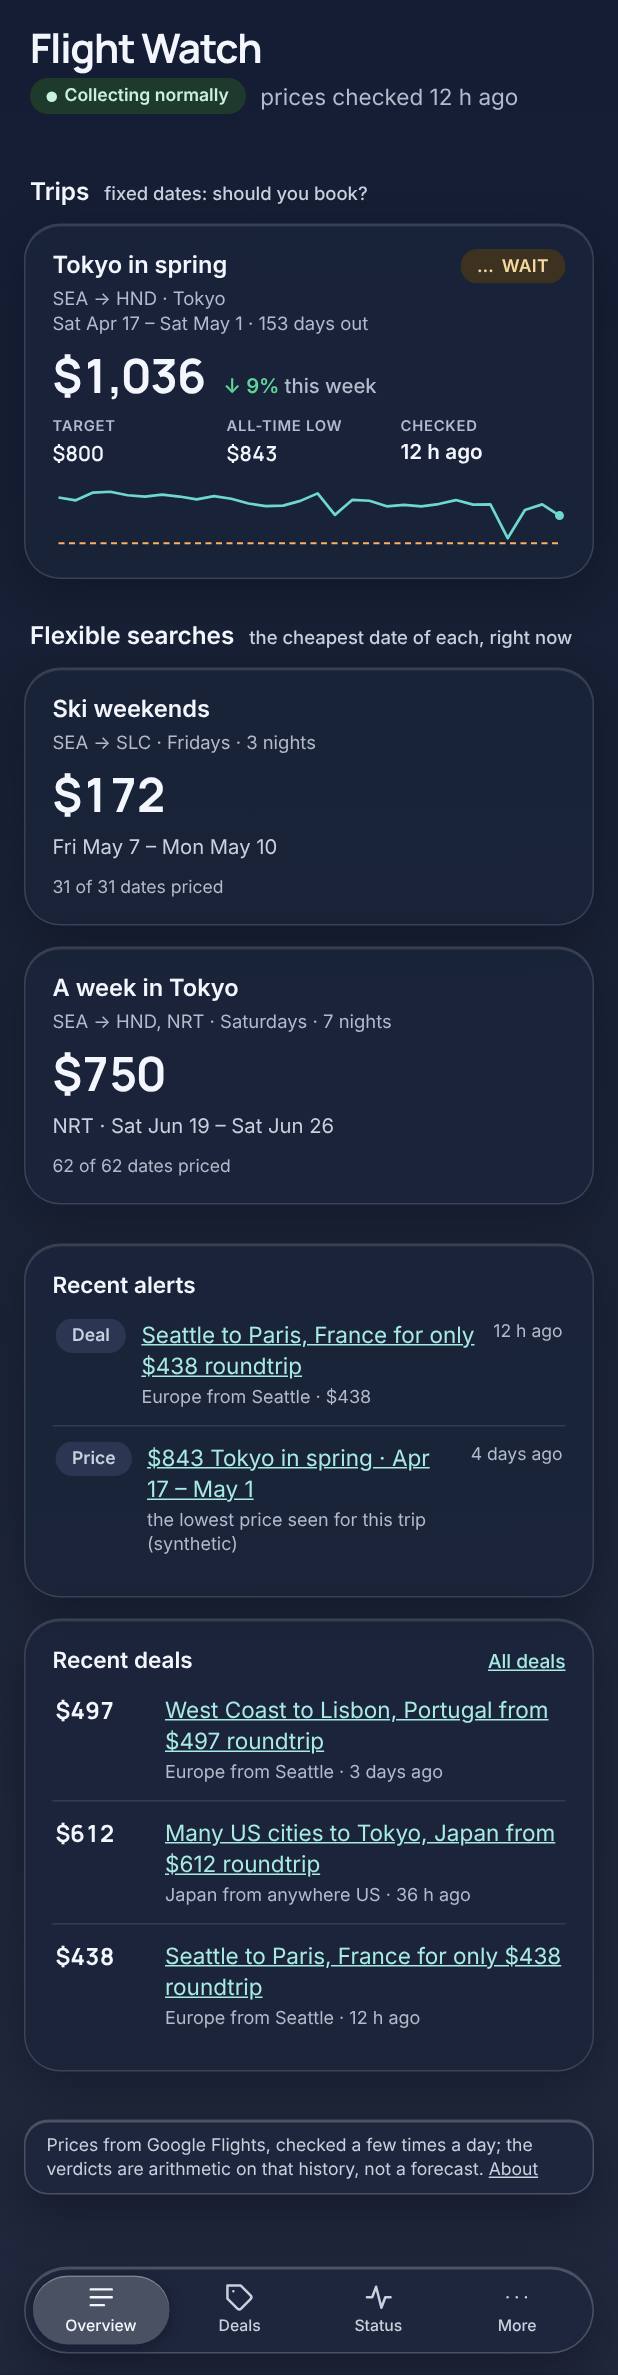 Flight Watch
● Collecting normally prices checked 12 h ago
Trips fixed dates: should you book?
Tokyo in spring … WAIT
SEA → HND · Tokyo
Sat Apr 17 – Sat May 1 · 153 days out
$1,036 ↓ 9% this week
TARGET ALL-TIME LOW CHECKED
$800 $843 12 h ago
Flexible searches the cheapest date of each, right now
Ski weekends
SEA → SLC · Fridays · 3 nights
$172
Fri May 7 – Mon May 10
31 of 31 dates priced
A week in Tokyo
SEA → HND, NRT · Saturdays · 7 nights
$750
NRT · Sat Jun 19 – Sat Jun 26
62 of 62 dates priced
Recent alerts
Deal Seattle to Paris, France for only 12 h ago
$438 roundtrip
Europe from Seattle · $438
Price $843 Tokyo in spring · Apr 4 days ago
17 – May 1
the lowest price seen for this trip
(synthetic)
Recent deals All deals
$497 West Coast to Lisbon, Portugal from
$497 roundtrip
Europe from Seattle · 3 days ago
$612 Many US cities to Tokyo, Japan from
$612 roundtrip
Japan from anywhere US · 36 h ago
$438 Seattle to Paris, France for only $438
roundtrip
Europe from Seattle · 12 h ago
Prices from Google Flights, checked a few times a day; the
verdicts are arithmetic on that history, not a forecast. About
Overview Deals Status More